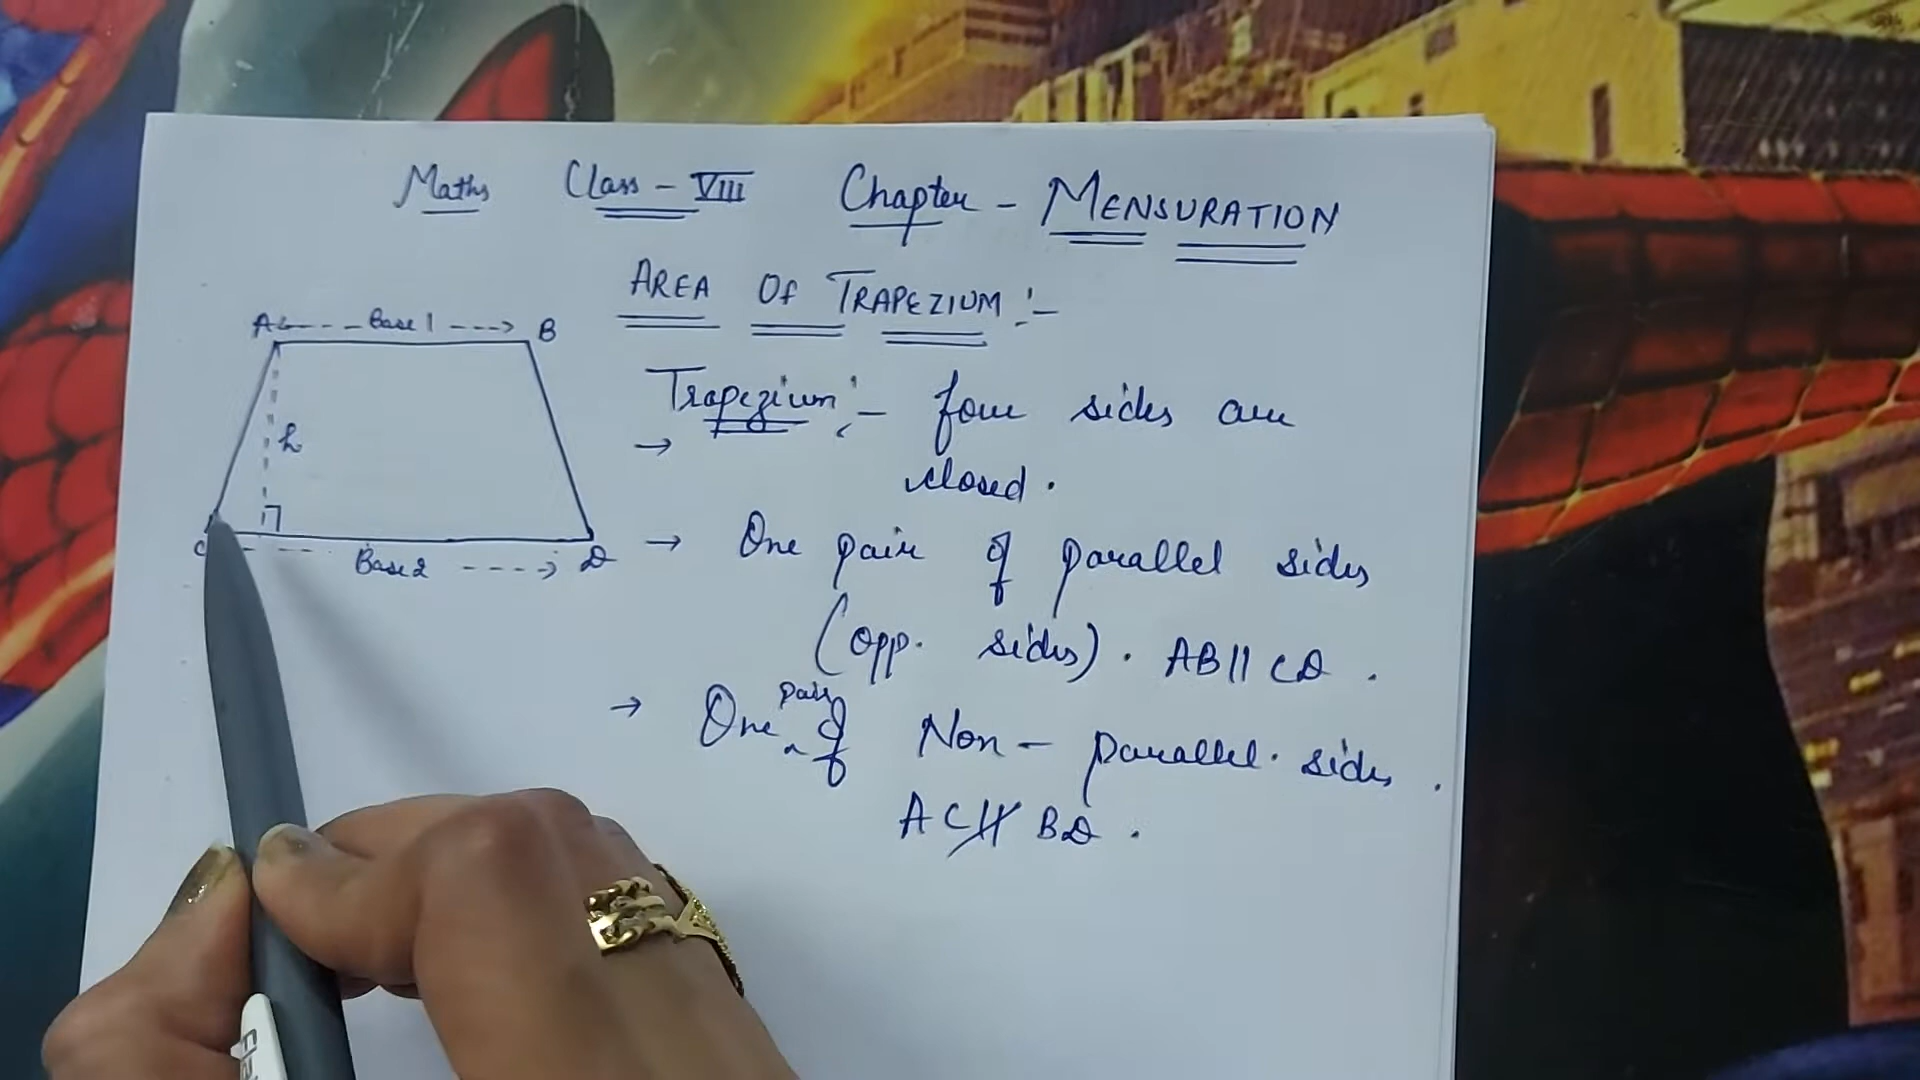 Maths Class - VIII Chapter - MENSURATION
AREA Of TRAPEZIUM :-
A <--- Base 1 ---> B
h
C ---- Base 2 ----> D
Trapezium :- four sides are
→ closed.
→ One pair of parallel sides
(opp. sides). AB || CD.
→ One pair of Non-parallel. sides.
AC ∦ BD.